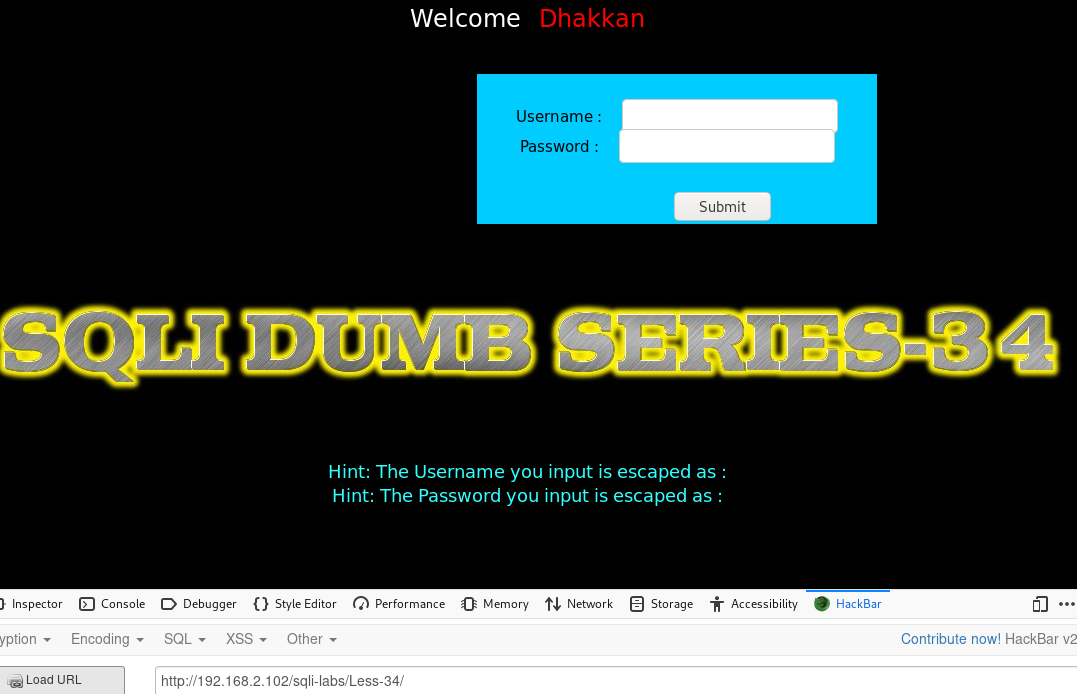 Welcome Dhakkan
Username :
Password :
Submit
SQLI DUMB SERIES-34
Hint: The Username you input is escaped as :
Hint: The Password you input is escaped as :
Inspector Console Debugger Style Editor Performance Memory Network Storage Accessibility HackBar
yption Encoding SQL XSS Other Contribute now! HackBar v2
Load URL http://192.168.2.102/sqli-labs/Less-34/